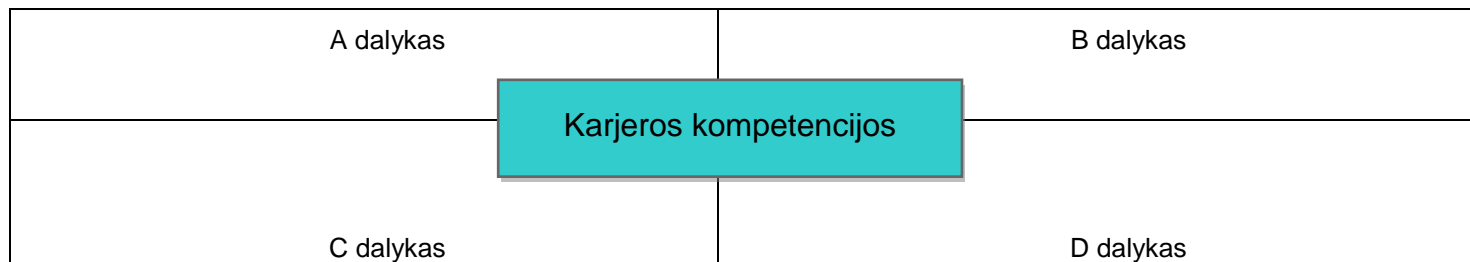 A dalykas
B dalykas
Karjeros kompetencijos
C dalykas
D dalykas